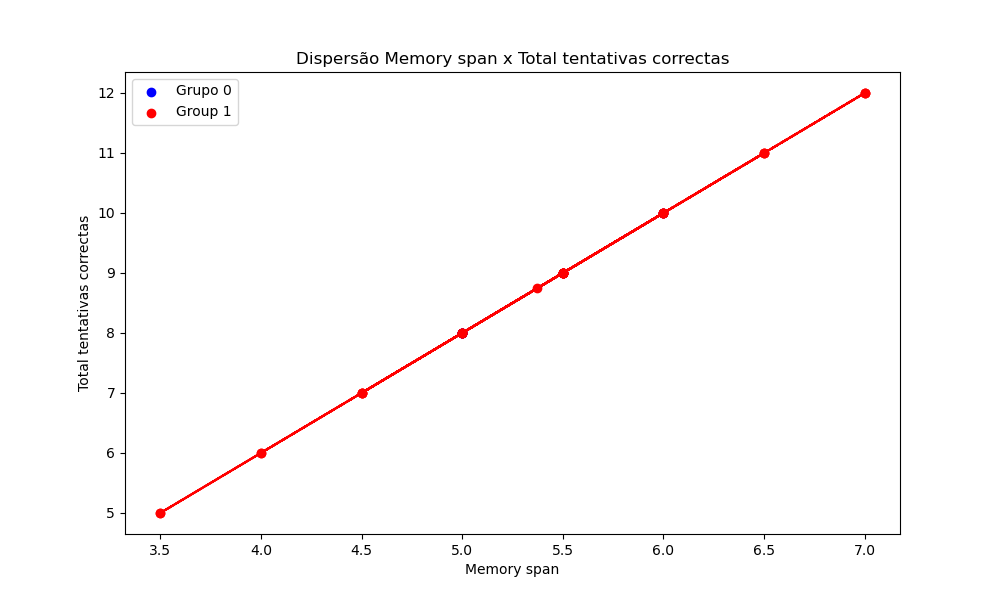 Dispersão Memory span x Total tentativas correctas
Grupo 0
Group 1
Total tentativas correctas
12
11
10
9
8
7
6
5
3.5 4.0 4.5 5.0 5.5 6.0 6.5 7.0
Memory span